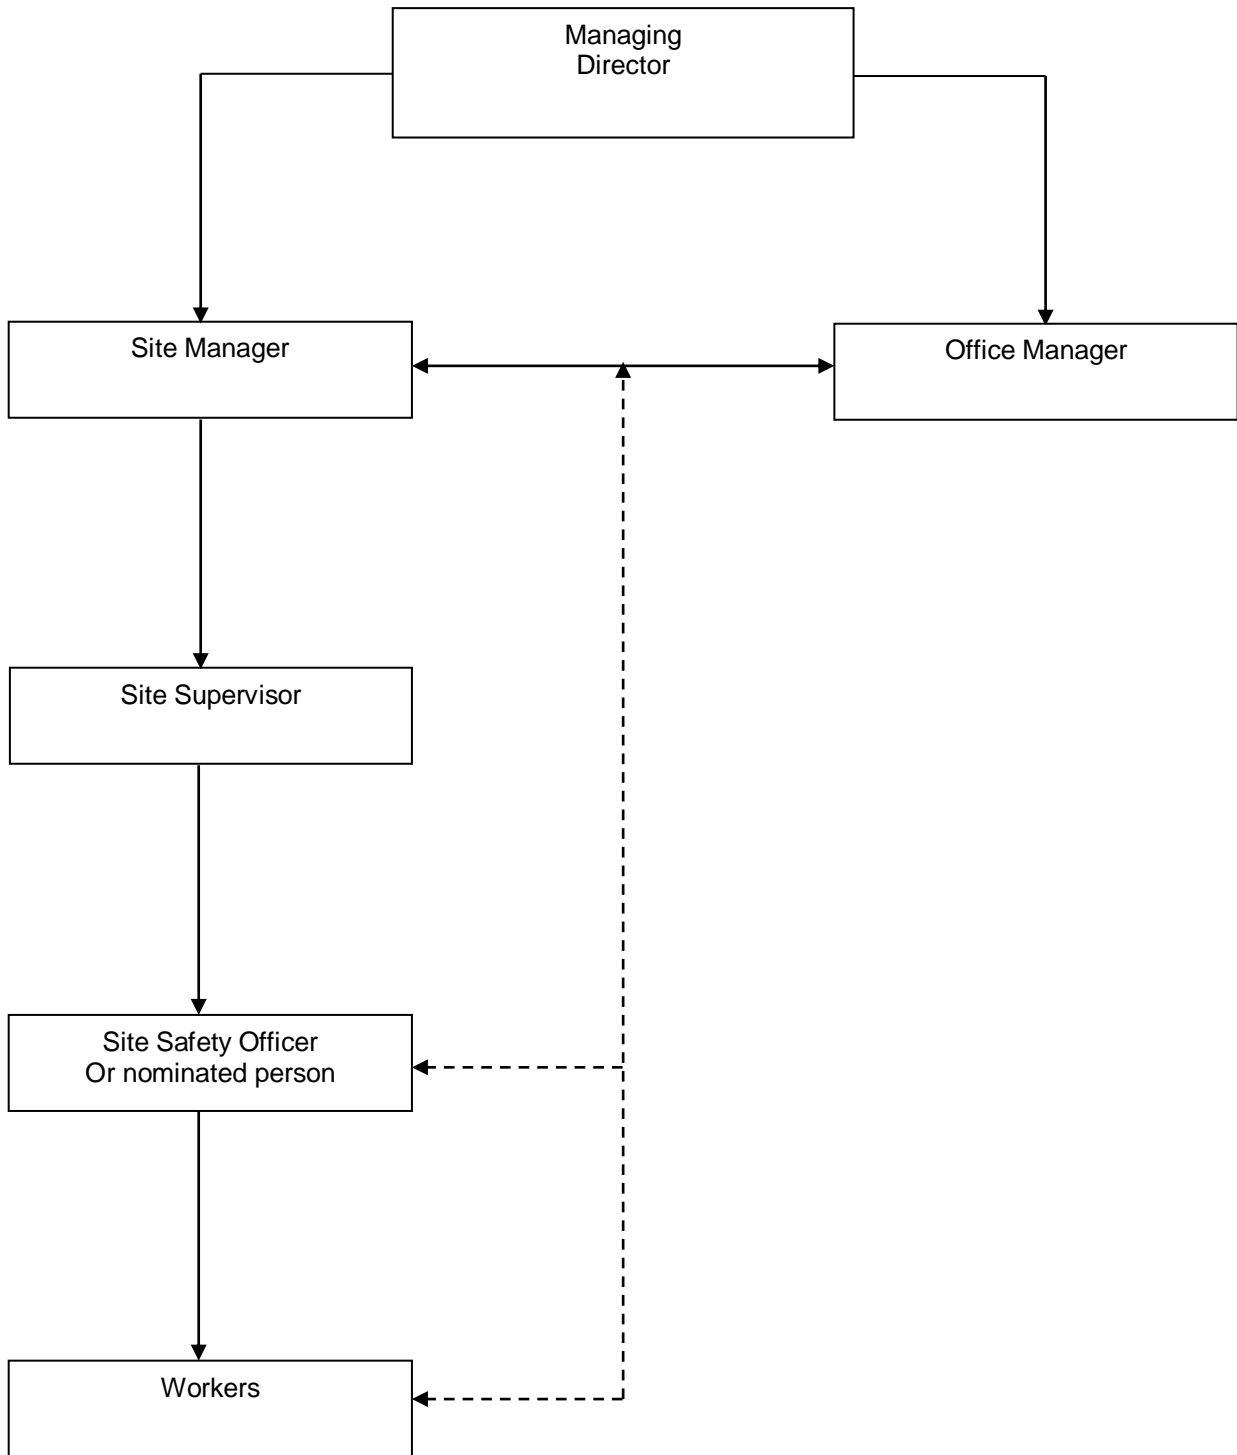 Managing
Director
Site Manager
Office Manager
Site Supervisor
Site Safety Officer
Or nominated person
Workers